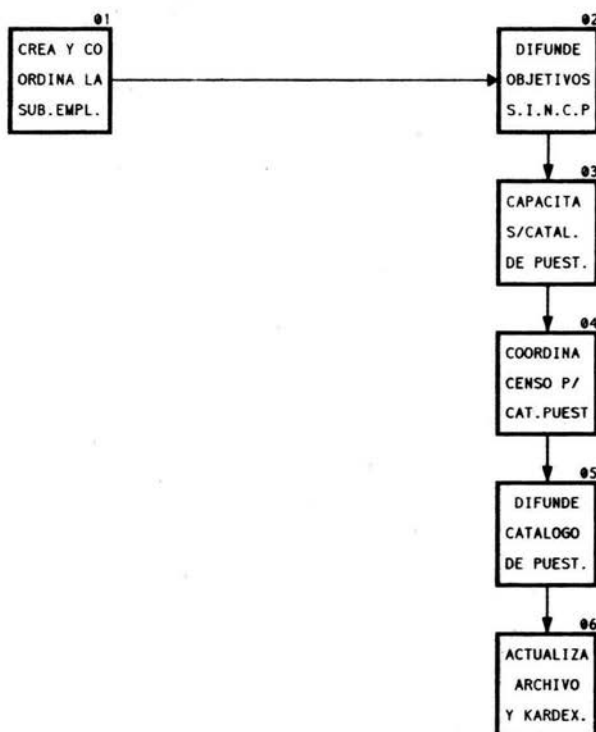 01
CREA Y CO
ORDINA LA
SUB.EMPL.
02
DIFUNDE
OBJETIVOS
S.I.N.C.P
03
CAPACITA
S/CATAL.
DE PUEST.
04
COORDINA
CENSO P/
CAT.PUEST
05
DIFUNDE
CATALOGO
DE PUEST.
06
ACTUALIZA
ARCHIVO
Y KARDEX.